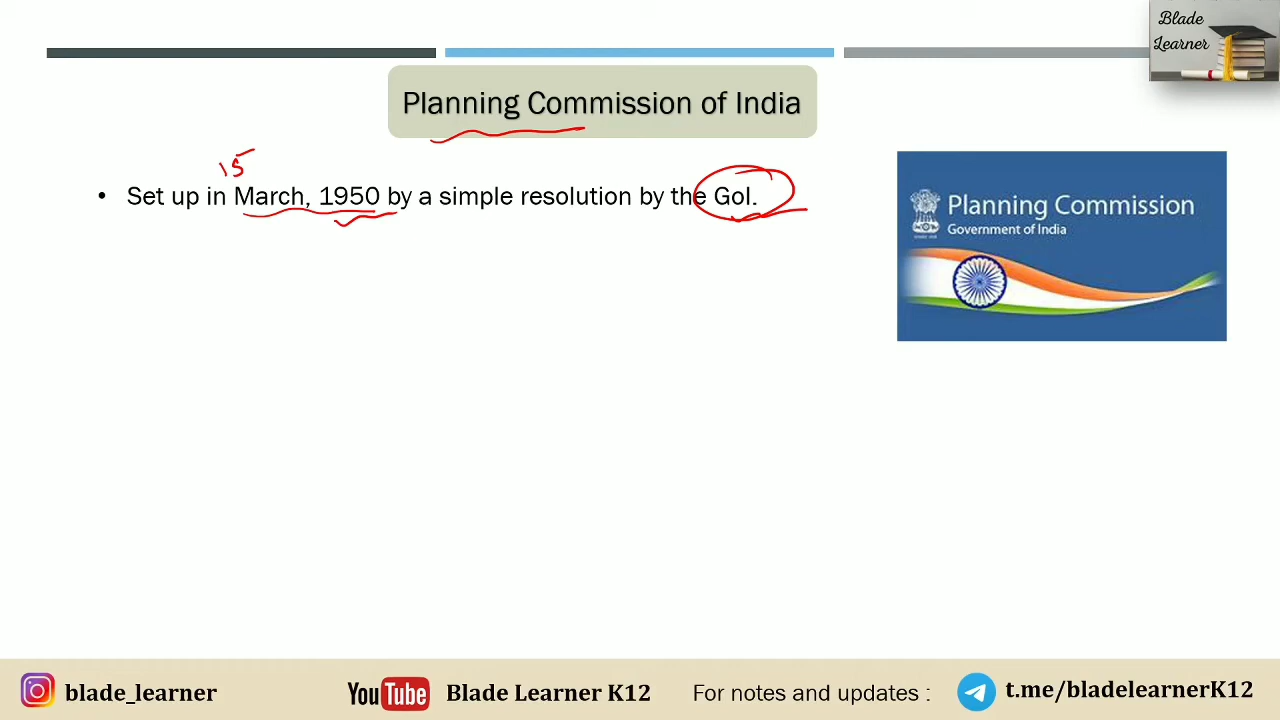 Blade
Learner
Planning Commission of India
15
• Set up in March, 1950 by a simple resolution by the GoI.
Planning Commission
Government of India
blade_learner
YouTube
Blade Learner K12
For notes and updates :
t.me/bladelearnerK12